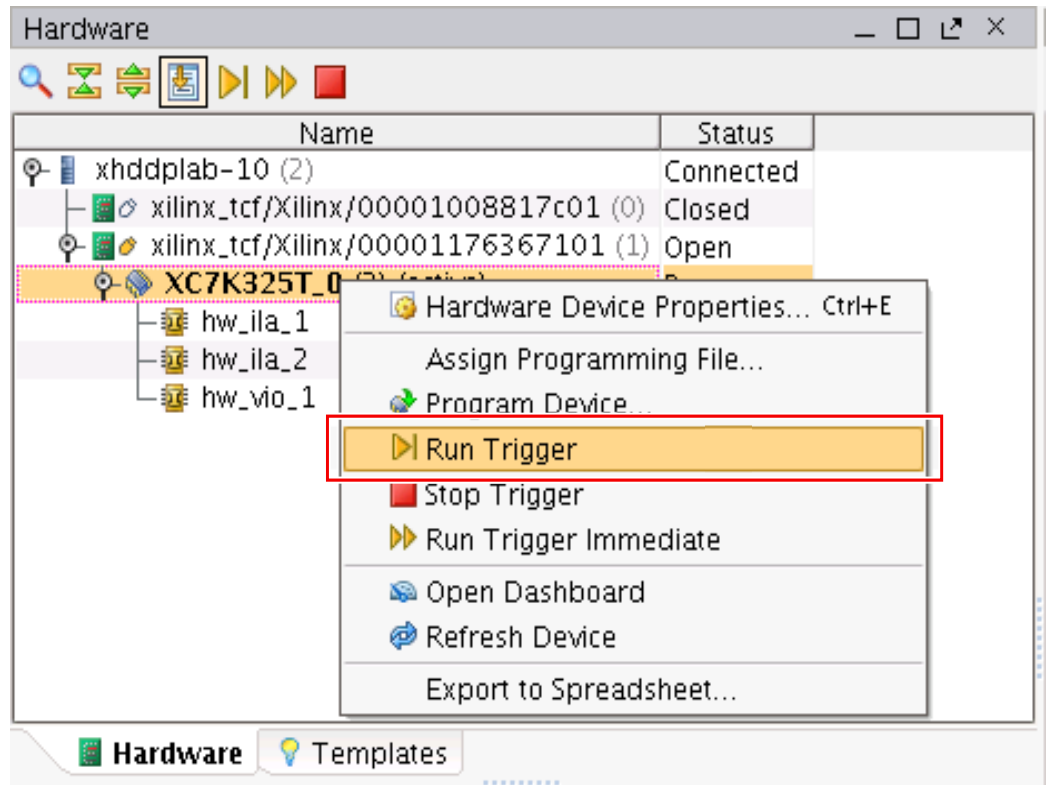 Hardware
Name Status
xhddplab-10 (2) Connected
xilinx_tcf/Xilinx/00001008817c01 (0) Closed
xilinx_tcf/Xilinx/00001176367101 (1) Open
XC7K325T_0 (active)
hw_ila_1
hw_ila_2
hw_vio_1
Hardware Device Properties... Ctrl+E
Assign Programming File...
Program Device...
Run Trigger
Stop Trigger
Run Trigger Immediate
Open Dashboard
Refresh Device
Export to Spreadsheet...
Hardware Templates